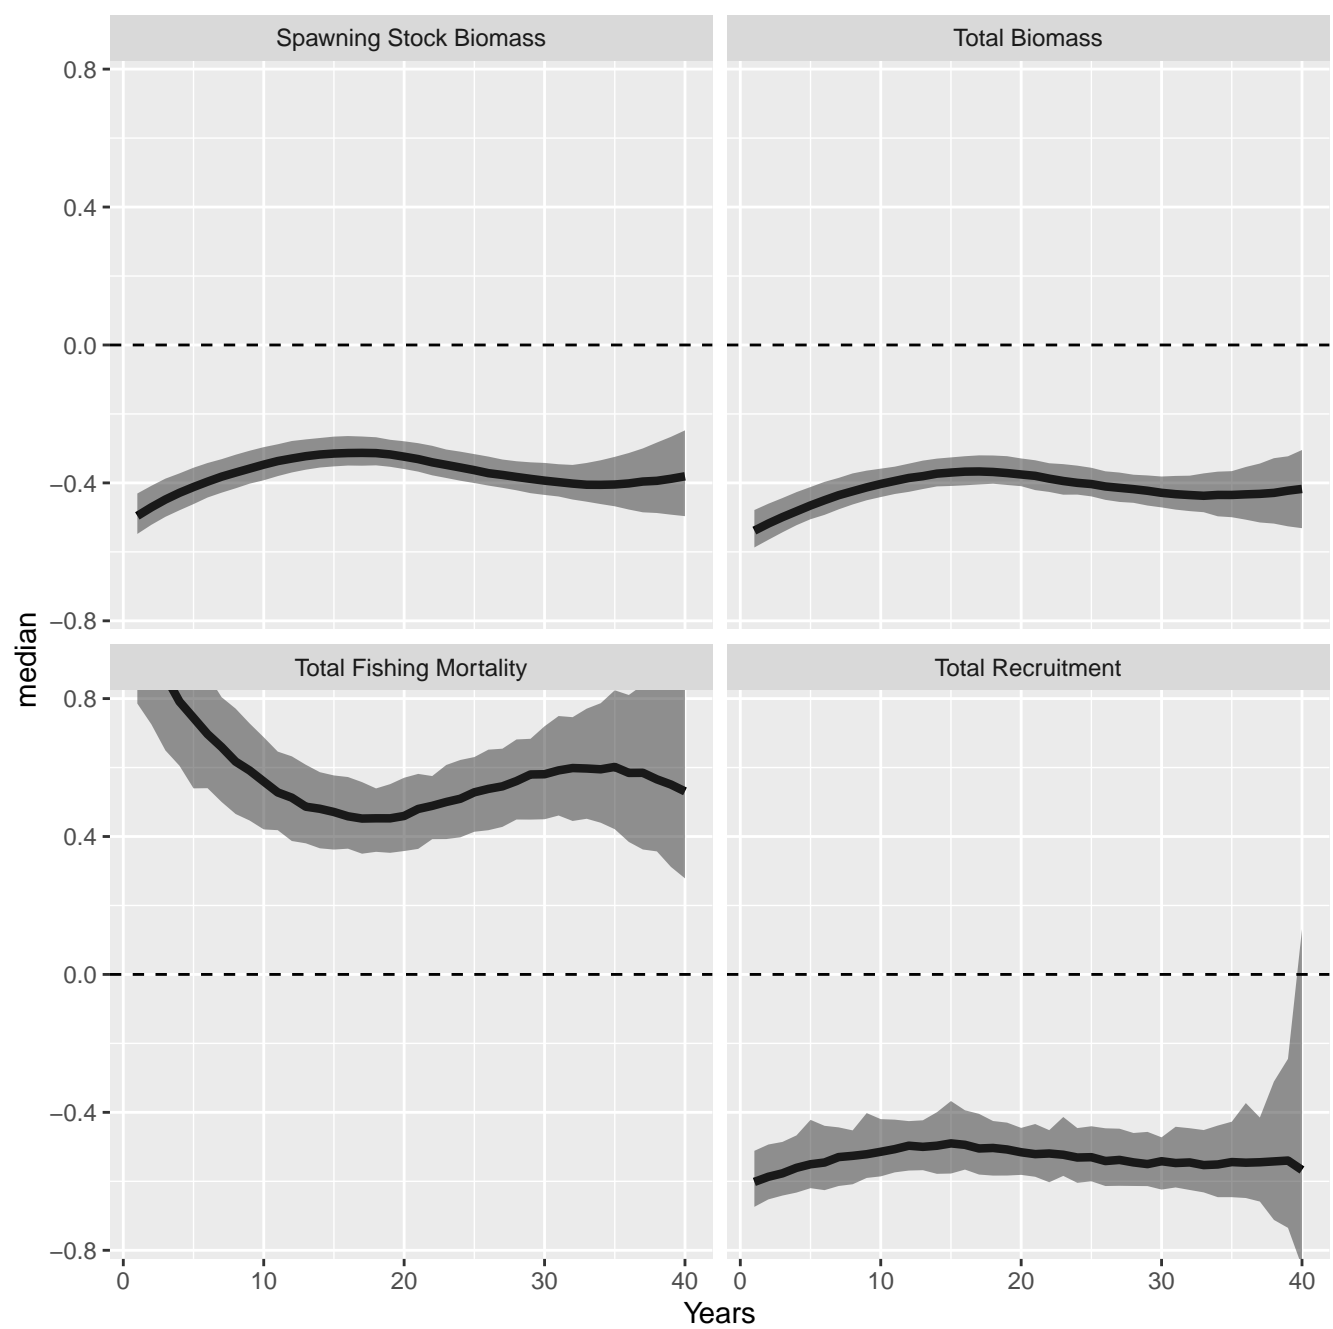 Spawning Stock Biomass
Total Biomass
0.8
0.4
0.0
−0.4
−0.8
median
Total Fishing Mortality
Total Recruitment
0.8
0.4
0.0
−0.4
−0.8
0 10 20 30 40
0 10 20 30 40
Years